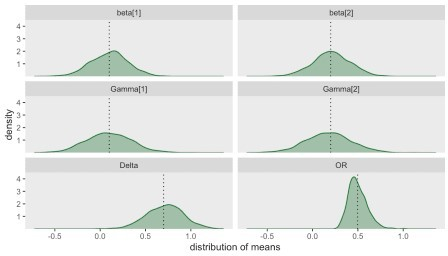 beta[1] beta[2]
4
3
2
1
Gamma[1] Gamma[2]
4
3
2
1
Delta OR
4
3
2
1
density
-0.5 0.0 0.5 1.0 -0.5 0.0 0.5 1.0
distribution of means